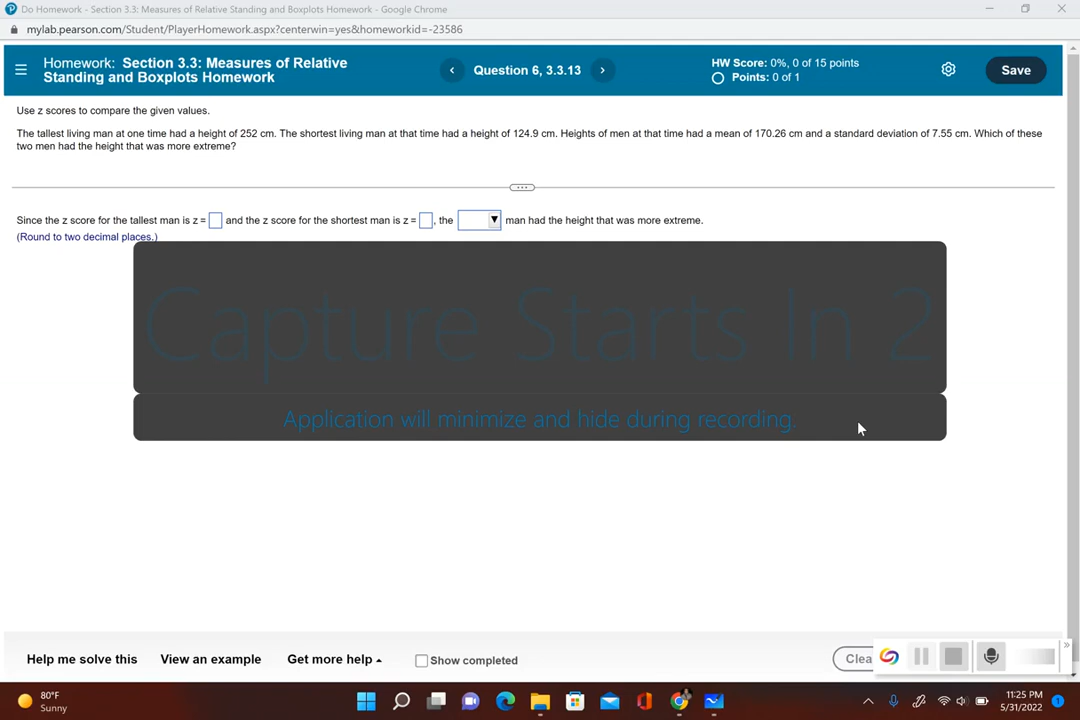 Do Homework - Section 3.3: Measures of Relative Standing and Boxplots Homework - Google Chrome
mylab.pearson.com/Student/PlayerHomework.aspx?centerwin=yes&homeworkid=-23586
Homework: Section 3.3: Measures of Relative
Standing and Boxplots Homework
Question 6, 3.3.13
HW Score: 0%, 0 of 15 points
Points: 0 of 1
Save
Use z scores to compare the given values.
The tallest living man at one time had a height of 252 cm. The shortest living man at that time had a height of 124.9 cm. Heights of men at that time had a mean of 170.26 cm and a standard deviation of 7.55 cm. Which of these
two men had the height that was more extreme?
Since the z score for the tallest man is z = and the z score for the shortest man is z = , the man had the height that was more extreme.
(Round to two decimal places.)
Capture Starts In 2
Application will minimize and hide during recording.
Help me solve this
View an example
Get more help
Show completed
Clea
80°F
Sunny
11:25 PM
5/31/2022
1